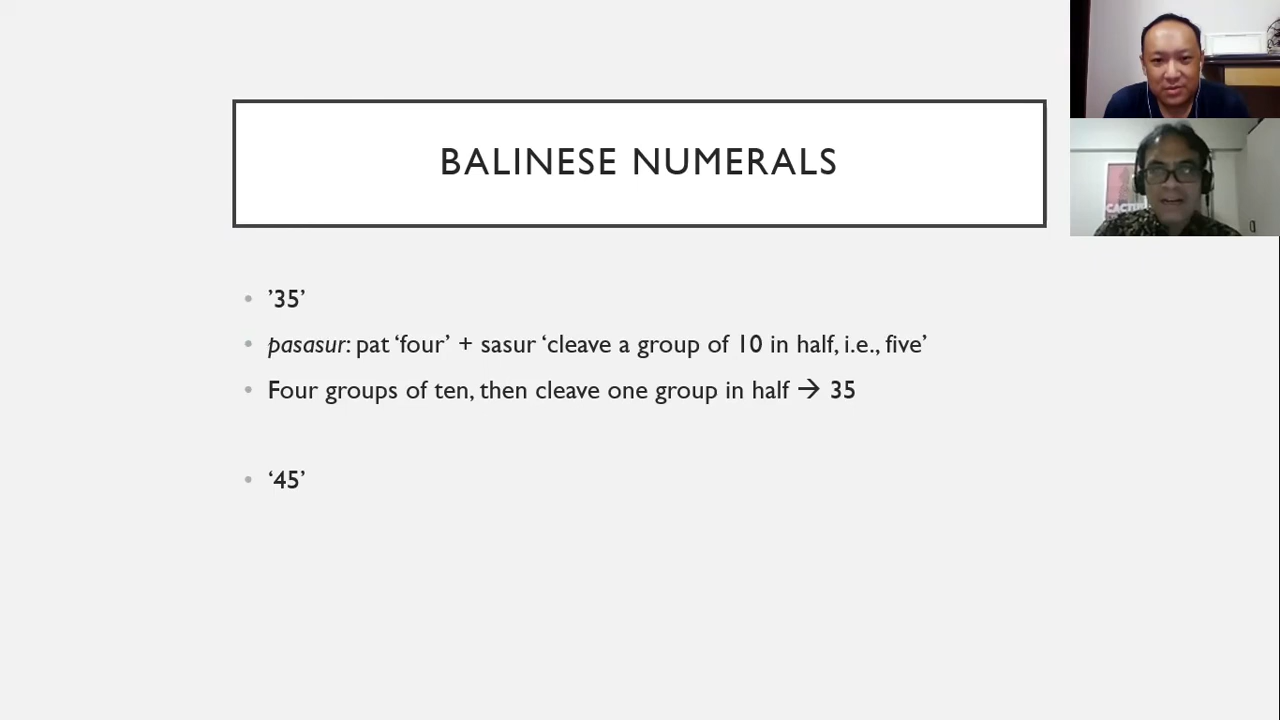 BALINESE NUMERALS
’35’
pasasur: pat ‘four’ + sasur ‘cleave a group of 10 in half, i.e., five’
Four groups of ten, then cleave one group in half → 35
‘45’